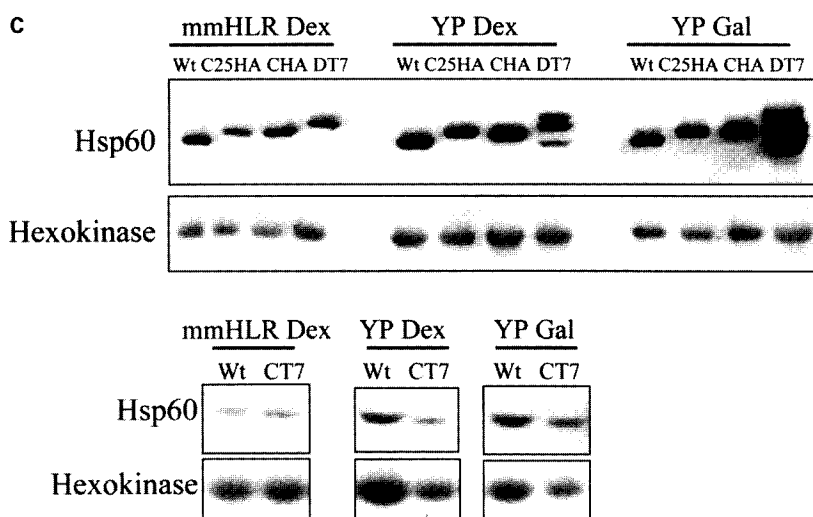 C
mmHLR Dex YP Dex YP Gal
Wt C25HA CHA DT7 Wt C25HA CHA DT7 Wt C25HA CHA DT7
Hsp60
Hexokinase
mmHLR Dex YP Dex YP Gal
Wt CT7 Wt CT7 Wt CT7
Hsp60
Hexokinase